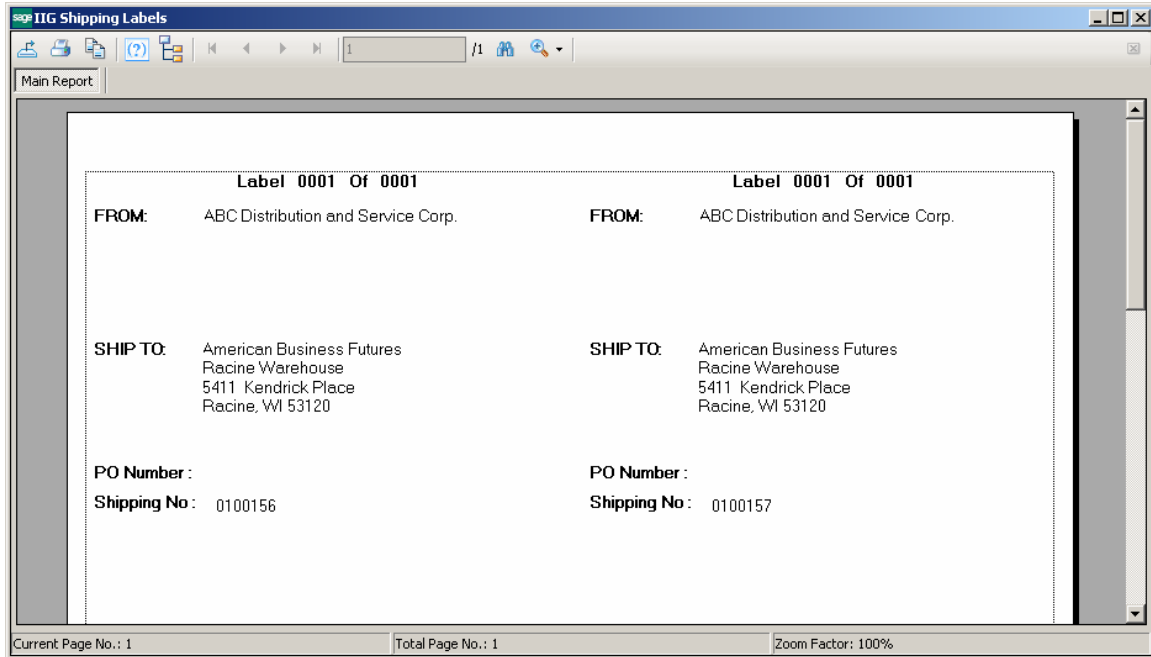 sage IIG Shipping Labels
1 /1
Main Report
Label 0001 Of 0001
FROM: ABC Distribution and Service Corp.
SHIP TO: American Business Futures
Racine Warehouse
5411 Kendrick Place
Racine, WI 53120
PO Number :
Shipping No : 0100156
Label 0001 Of 0001
FROM: ABC Distribution and Service Corp.
SHIP TO: American Business Futures
Racine Warehouse
5411 Kendrick Place
Racine, WI 53120
PO Number :
Shipping No : 0100157
Current Page No.: 1 Total Page No.: 1 Zoom Factor: 100%